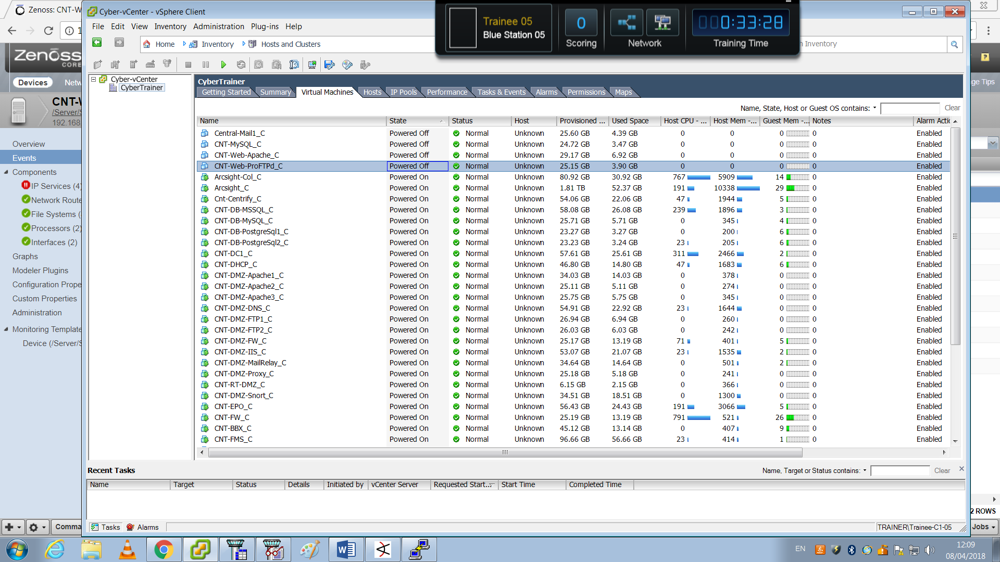 Zenoss: CNT-W
Cyber-vCenter - vSphere Client
File Edit View Inventory Administration Plug-ins Help
Home Inventory Hosts and Clusters
Inventory
Trainee 05
Blue Station 05
0
Scoring
Network
0:33:28
Training Time
Zenoss
CORE
Devices
ge Tips
Cyber-vCenter
CyberTrainer
CyberTrainer
Getting Started Summary Virtual Machines Hosts IP Pools Performance Tasks & Events Alarms Permissions Maps
CNT-W
/Server/S
192.168
Name, State, Host or Guest OS contains: Clear
Name State Status Host Provisioned ... Used Space Host CPU - ... Host Mem -... Guest Mem -... Notes Alarm Actic
Central-Mail1_C Powered Off Normal Unknown 25.60 GB 4.39 GB 0 0 0 0 Enabled
CNT-MySQL_C Powered Off Normal Unknown 24.72 GB 3.47 GB 0 0 0 0 Enabled
CNT-Web-Apache_C Powered Off Normal Unknown 29.17 GB 6.92 GB 0 0 0 0 Enabled
CNT-Web-ProFTPd_C Powered Off Normal Unknown 25.15 GB 3.90 GB 0 0 0 0 Enabled
Arcsight-Col_C Powered On Normal Unknown 80.92 GB 30.92 GB 767 5909 14 0 Enabled
Arcsight_C Powered On Normal Unknown 1.81 TB 52.37 GB 191 10338 29 0 Enabled
Cnt-Centrify_C Powered On Normal Unknown 54.06 GB 22.06 GB 47 1944 5 0 Enabled
CNT-DB-MSSQL_C Powered On Normal Unknown 58.08 GB 26.08 GB 239 1896 3 0 Enabled
CNT-DB-MySQL_C Powered On Normal Unknown 25.71 GB 5.71 GB 0 345 4 0 Enabled
CNT-DB-PostgreSql1_C Powered On Normal Unknown 23.27 GB 3.27 GB 0 200 6 0 Enabled
CNT-DB-PostgreSql2_C Powered On Normal Unknown 23.23 GB 3.24 GB 23 205 6 0 Enabled
CNT-DC1_C Powered On Normal Unknown 57.61 GB 25.61 GB 311 2466 2 0 Enabled
CNT-DHCP_C Powered On Normal Unknown 46.80 GB 14.80 GB 47 1683 6 0 Enabled
CNT-DMZ-Apache1_C Powered On Normal Unknown 34.03 GB 14.03 GB 0 378 0 0 Enabled
CNT-DMZ-Apache2_C Powered On Normal Unknown 25.11 GB 5.11 GB 0 274 0 0 Enabled
CNT-DMZ-Apache3_C Powered On Normal Unknown 25.75 GB 5.75 GB 0 345 0 0 Enabled
CNT-DMZ-DNS_C Powered On Normal Unknown 54.91 GB 22.92 GB 23 1644 0 0 Enabled
CNT-DMZ-FTP1_C Powered On Normal Unknown 26.94 GB 6.94 GB 0 260 0 0 Enabled
CNT-DMZ-FTP2_C Powered On Normal Unknown 26.03 GB 6.03 GB 0 242 0 0 Enabled
CNT-DMZ-FW_C Powered On Normal Unknown 25.17 GB 13.19 GB 71 401 5 0 Enabled
CNT-DMZ-IIS_C Powered On Normal Unknown 53.07 GB 21.07 GB 23 1535 2 0 Enabled
CNT-DMZ-MailRelay_C Powered On Normal Unknown 34.64 GB 14.64 GB 0 501 2 0 Enabled
CNT-DMZ-Proxy_C Powered On Normal Unknown 25.18 GB 5.18 GB 0 241 0 0 Enabled
CNT-RT-DMZ_C Powered On Normal Unknown 6.15 GB 2.15 GB 0 366 0 0 Enabled
CNT-DMZ-Snort_C Powered On Normal Unknown 34.51 GB 18.51 GB 0 1300 0 0 Enabled
CNT-EPO_C Powered On Normal Unknown 56.43 GB 24.43 GB 191 3066 5 0 Enabled
CNT-FW_C Powered On Normal Unknown 25.19 GB 13.19 GB 791 521 26 0 Enabled
CNT-BBX_C Powered On Normal Unknown 45.12 GB 13.14 GB 0 407 9 0 Enabled
CNT-FMS_C Powered On Normal Unknown 96.66 GB 56.66 GB 23 414 1 0 Enabled
Overview
Events
Components
IP Services (4)
Network Route
File Systems (
Processors (2)
Interfaces (2)
Graphs
Modeler Plugins
Configuration Prope
Custom Properties
Administration
Monitoring Template
Device (/Server/S
Recent Tasks
Name, Target or Status contains: Clear
Name Target Status Details Initiated by vCenter Server Requested Start... Start Time Completed Time
2 ROWS
Comma
Tasks Alarms
TRAINER\Trainee-C1-05
Jobs
EN
12:09
08/04/2018